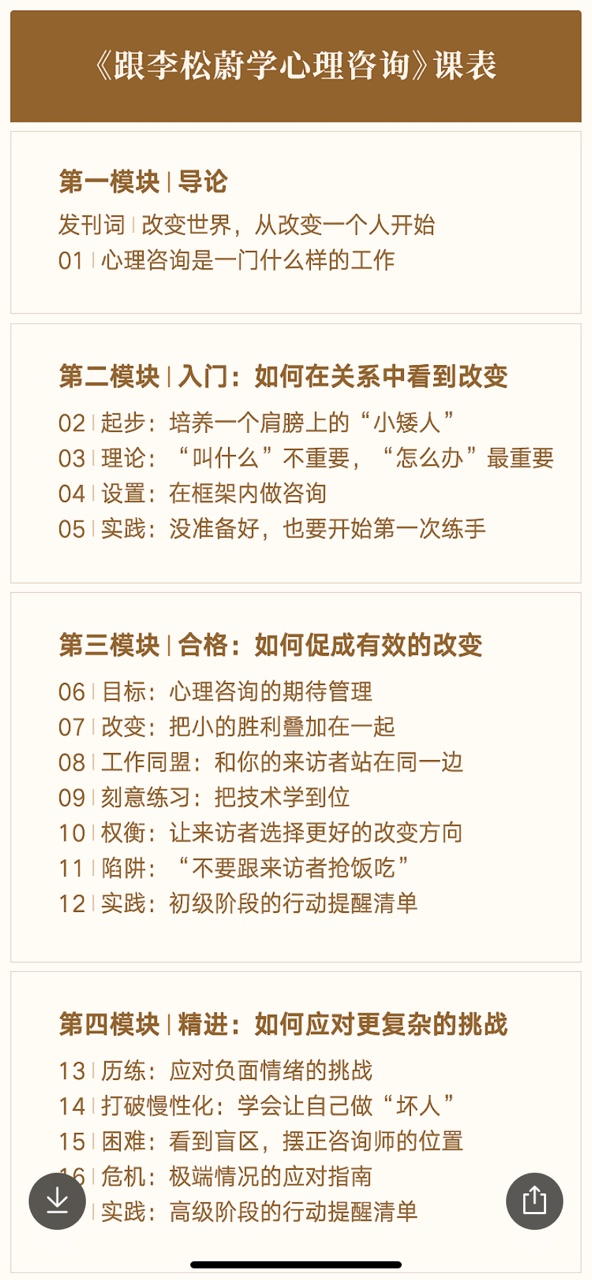 《跟李松蔚学心理咨询》课表
第一模块 | 导论
发刊词 | 改变世界，从改变一个人开始
01 | 心理咨询是一门什么样的工作
第二模块 | 入门：如何在关系中看到改变
02 | 起步：培养一个肩膀上的“小矮人”
03 | 理论：“叫什么”不重要，“怎么办”最重要
04 | 设置：在框架内做咨询
05 | 实践：没准备好，也要开始第一次练手
第三模块 | 合格：如何促成有效的改变
06 | 目标：心理咨询的期待管理
07 | 改变：把小的胜利叠加在一起
08 | 工作同盟：和你的来访者站在同一边
09 | 刻意练习：把技术学到位
10 | 权衡：让来访者选择更好的改变方向
11 | 陷阱：“不要跟来访者抢饭吃”
12 | 实践：初级阶段的行动提醒清单
第四模块 | 精进：如何应对更复杂的挑战
13 | 历练：应对负面情绪的挑战
14 | 打破慢性化：学会让自己做“坏人”
15 | 困难：看到盲区，摆正咨询师的位置
16 | 危机：极端情况的应对指南
| 实践：高级阶段的行动提醒清单